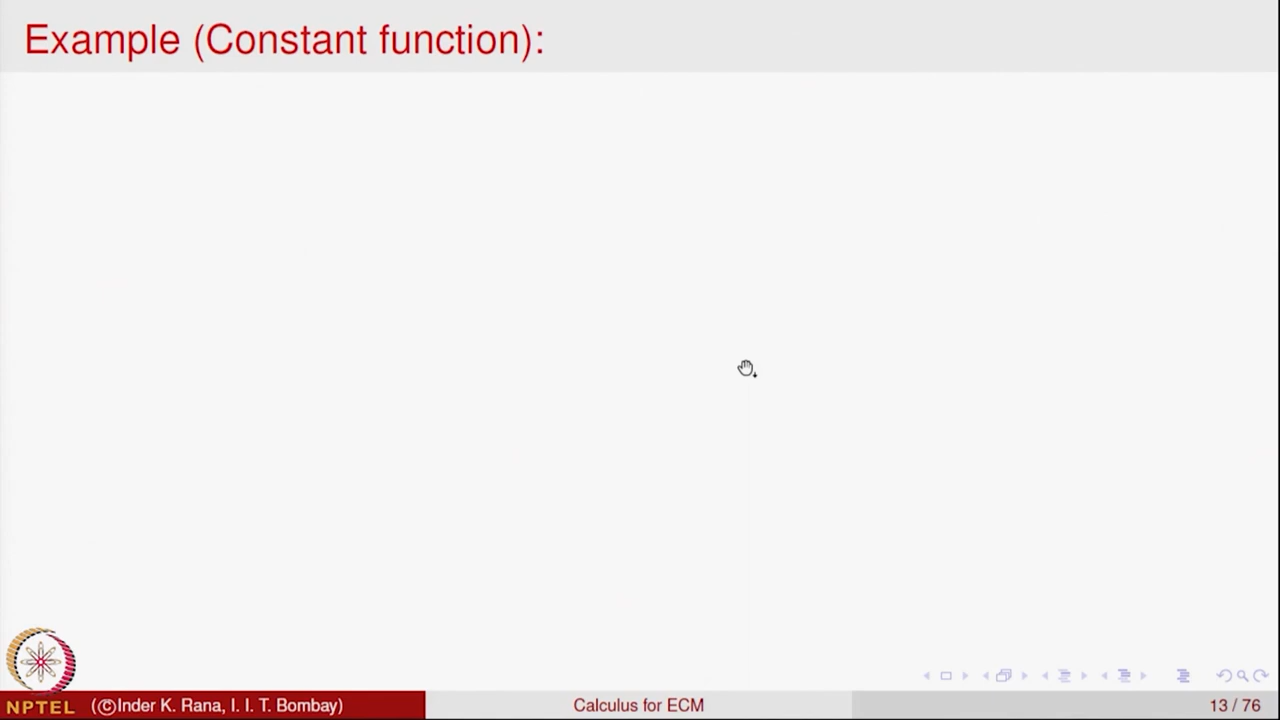 Example (Constant function):
NPTEL
(©Inder K. Rana, I. I. T. Bombay)
Calculus for ECM
13 / 76